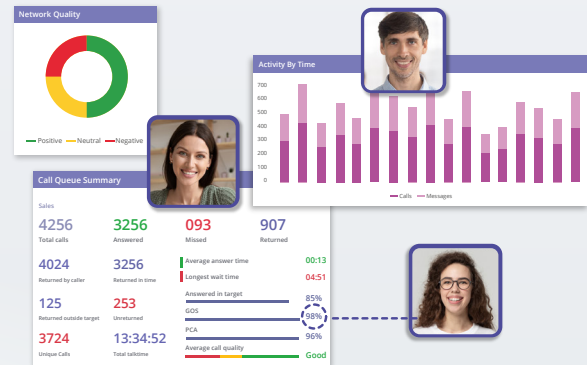 Network Quality
Positive Neutral Negative
Activity By Time
700
600
500
400
300
200
100
0
Calls Messages
Call Queue Summary
Sales
4256 3256 093 907
Total calls Answered Missed Returned
4024 3256
Returned by caller Returned in time
125 253
Returned outside target Unreturned
3724 13:34:52
Unique Calls Total talktime
Average answer time 00:13
Longest wait time 04:51
Answered in target 85%
GOS 98%
PCA 96%
Average call quality Good